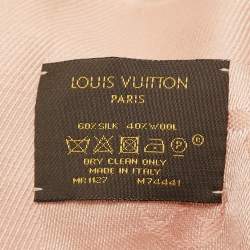 LOUIS VUITTON
PARIS
60% SILK 40% WOOL
DRY CLEAN ONLY
MADE IN ITALY
MR1127 M74441